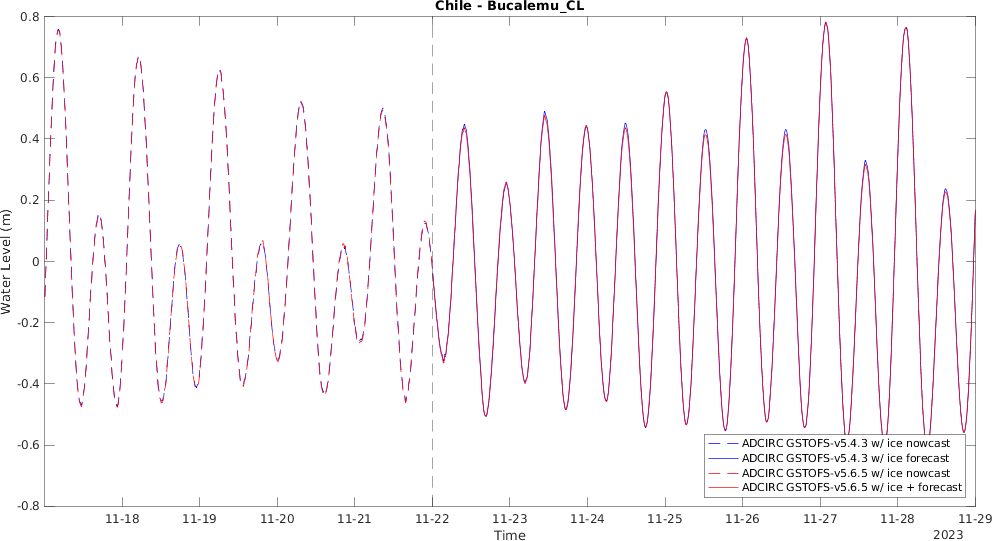 Chile - Bucalemu_CL
Water Level (m)
0.8
0.6
0.4
0.2
0
-0.2
-0.4
-0.6
-0.8
ADCIRC GSTOFS-v5.4.3 w/ ice nowcast
ADCIRC GSTOFS-v5.4.3 w/ ice forecast
ADCIRC GSTOFS-v5.6.5 w/ ice nowcast
ADCIRC GSTOFS-v5.6.5 w/ ice + forecast
11-18 11-19 11-20 11-21 11-22 11-23 11-24 11-25 11-26 11-27 11-28 11-29
Time
2023